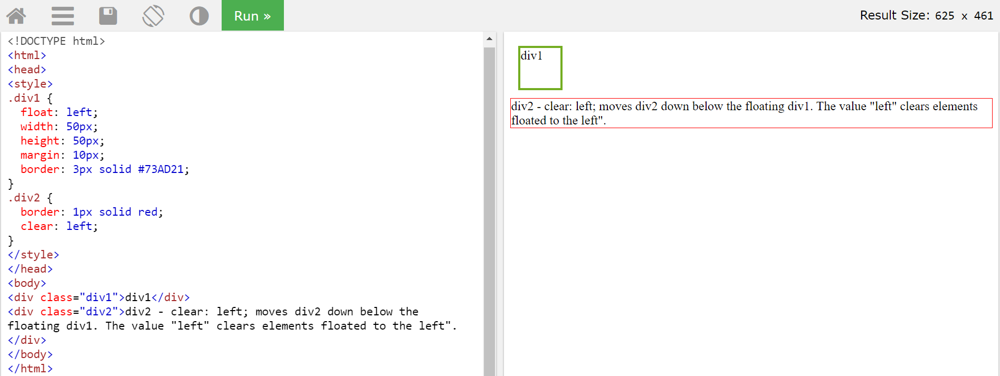 Run »
Result Size: 625 x 461
<!DOCTYPE html>
<html>
<head>
<style>
.div1 {
  float: left;
  width: 50px;
  height: 50px;
  margin: 10px;
  border: 3px solid #73AD21;
}
.div2 {
  border: 1px solid red;
  clear: left;
}
</style>
</head>
<body>
<div class="div1">div1</div>
<div class="div2">div2 - clear: left; moves div2 down below the
floating div1. The value "left" clears elements floated to the left".
</div>
</body>
</html>
div1
div2 - clear: left; moves div2 down below the floating div1. The value "left" clears elements
floated to the left".